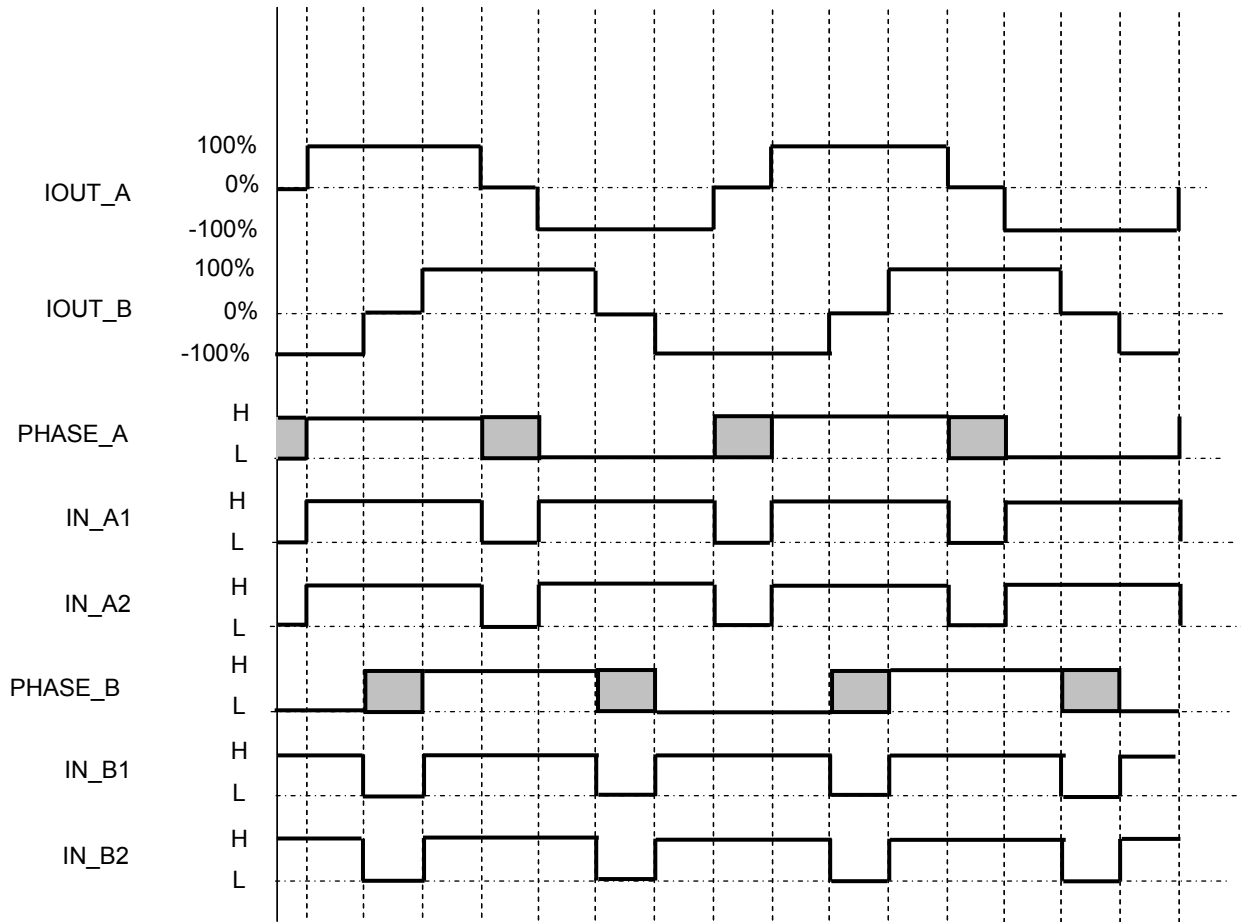 100%
IOUT_A
0%
-100%
100%
IOUT_B
0%
-100%
H
PHASE_A
L
H
IN_A1
L
H
IN_A2
L
H
PHASE_B
L
H
IN_B1
L
H
IN_B2
L